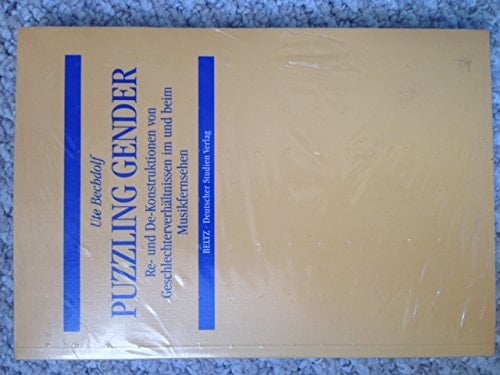 Ute Bechdolf
PUZZLING GENDER
Re- und De-Konstruktionen von
Geschlechterverhältnissen im und beim
Musikfernsehen
BELTZ · Deutscher Studien Verlag